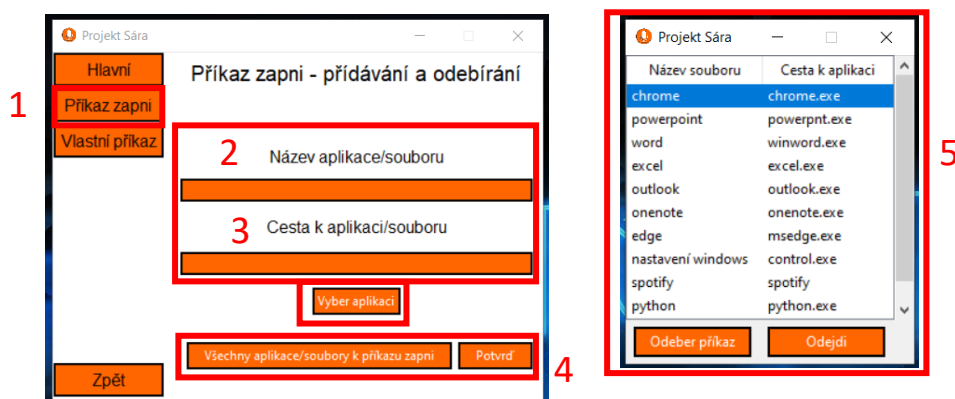 Projekt Sára
Hlavní
Příkaz zapni
Vlastní příkaz
Zpět
Příkaz zapni - přídávání a odebírání
Název aplikace/souboru
Cesta k aplikaci/souboru
Vyber aplikaci
Všechny aplikace/soubory k příkazu zapni Potvrď
1
2
3
4
Projekt Sára
Název souboru Cesta k aplikaci
chrome chrome.exe
powerpoint powerpnt.exe
word winword.exe
excel excel.exe
outlook outlook.exe
onenote onenote.exe
edge msedge.exe
nastavení windows control.exe
spotify spotify
python python.exe
Odeber příkaz Odejdi
5